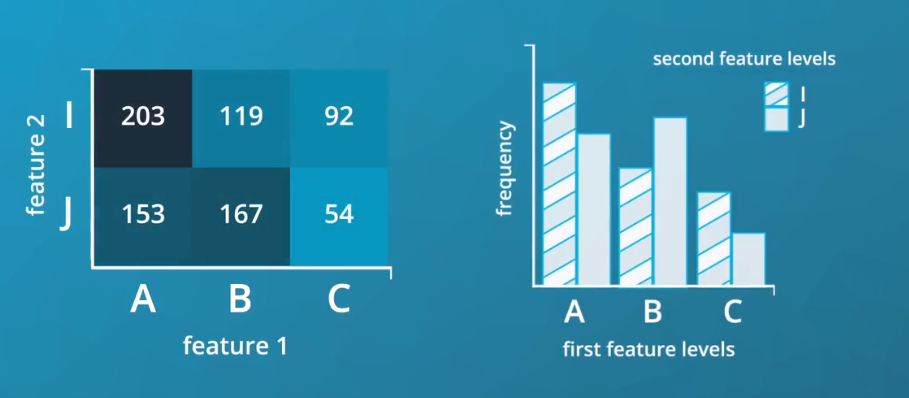 feature 2
I
203 119 92
J
153 167 54
A B C
feature 1
second feature levels
I
J
frequency
A B C
first feature levels